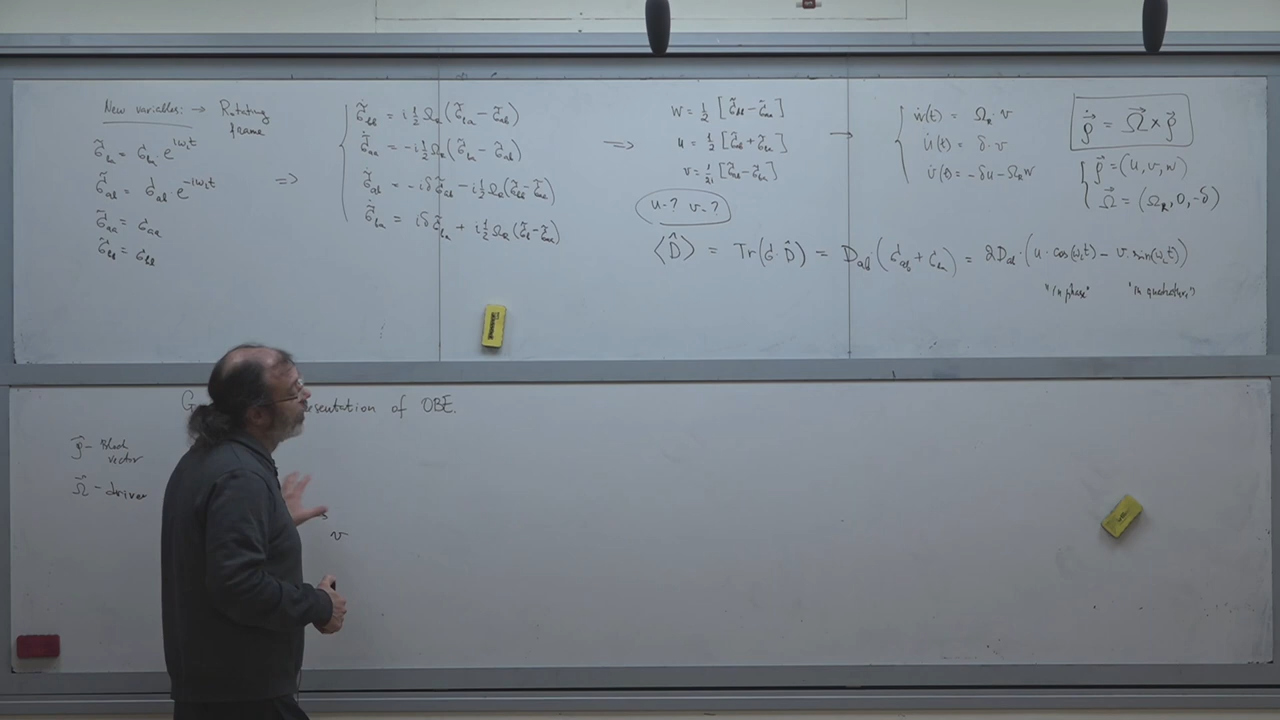 New variables: → Rotating
frame
σ̃_ba = σ_ba e^{iω_L t}
σ̃_ab = σ_ab · e^{-iω_L t}
σ̃_aa = σ_aa
σ̃_bb = σ_bb
⇒
σ̃̇_bb = i ½ Ω_R (σ̃_ba - σ̃_ab)
σ̃̇_aa = -i ½ Ω_R (σ̃_ba - σ̃_ab)
σ̃̇_ab = -iδ σ̃_ab - i ½ Ω_R (σ̃_bb - σ̃_aa)
σ̃̇_ba = iδ σ̃_ba + i ½ Ω_R (σ̃_bb - σ̃_aa)
⇒
w = ½ [σ̃_bb - σ̃_aa]
u = ½ [σ̃_ab + σ̃_ba]
v = 1/2i [σ̃_ab - σ̃_ba]
u-? v-?
→
ẇ(t) = Ω_R · v
u̇(t) = δ · v
v̇(t) = -δu - Ω_R w
ρ⃗̇ = Ω⃗ × ρ⃗
ρ⃗ = (u, v, w)
Ω⃗ = (Ω_R, 0, -δ)
⟨D̂⟩ = Tr(σ · D̂) = D_ab (σ_ab + σ_ba) = 2D_ab · (u · cos(ω_L t) - v · sin(ω_L t))
"in phase" "in quadrature"
G esentation of OBE.
ρ⃗ - Bloch
vector
Ω⃗ - driver
v